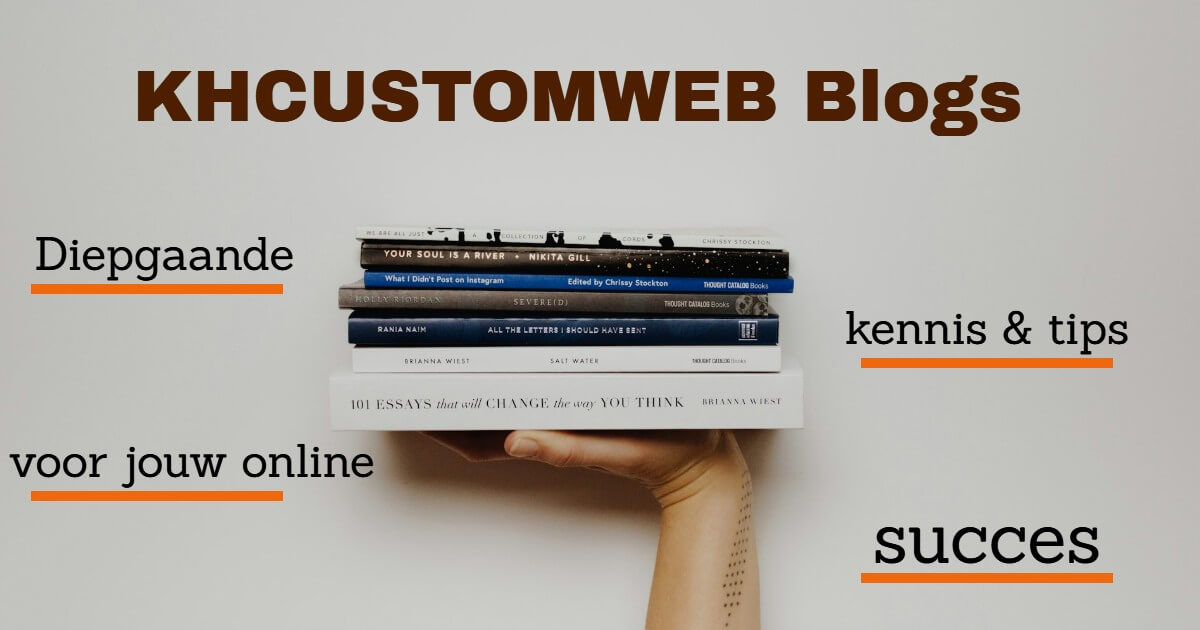 KHCUSTOMWEB Blogs
Diepgaande
kennis & tips
voor jouw online
succes
WE ARE ALL JUST A COLLECTION OF CORDS CHRISSY STOCKTON
YOUR SOUL IS A RIVER • NIKITA GILL
What I Didn't Post on Instagram Edited by Chrissy Stockton THOUGHT CATALOG Books
HOLLY RIORDAN SEVERE(D) THOUGHT CATALOG Books
RANIA NAIM ALL THE LETTERS I SHOULD HAVE SENT
BRIANNA WIEST SALT WATER THOUGHT CATALOG Books
101 ESSAYS that will CHANGE the way YOU THINK BRIANNA WIEST